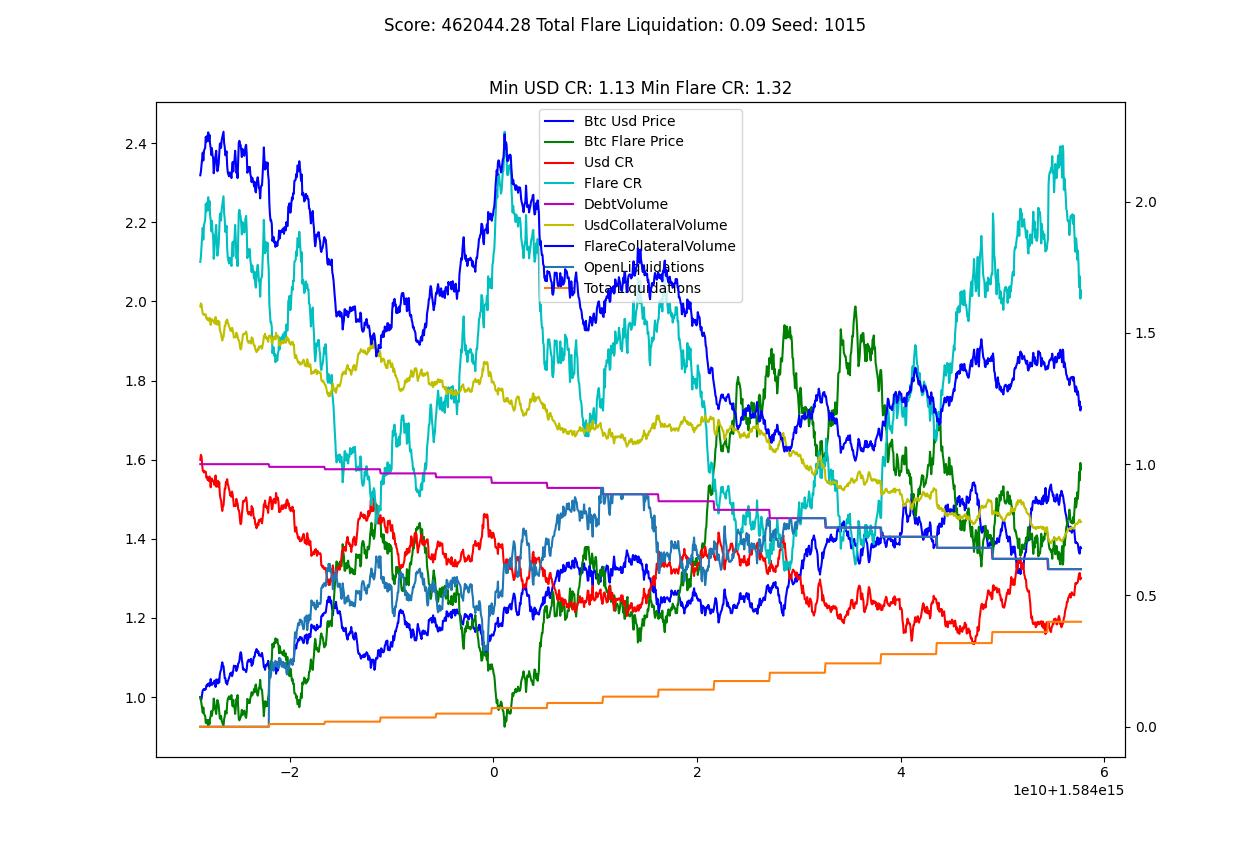 Score: 462044.28 Total Flare Liquidation: 0.09 Seed: 1015
Min USD CR: 1.13 Min Flare CR: 1.32
Btc Usd Price
Btc Flare Price
Usd CR
Flare CR
DebtVolume
UsdCollateralVolume
FlareCollateralVolume
OpenLiquidations
TotalLiquidations
2.4
2.2
2.0
1.8
1.6
1.4
1.2
1.0
2.0
1.5
1.0
0.5
0.0
−2 0 2 4 6
1e10+1.584e15